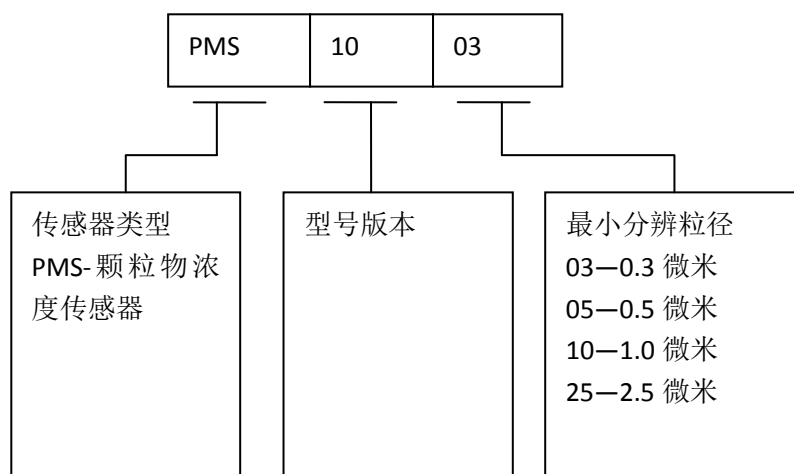 PMS 10 03
传感器类型
PMS-颗粒物浓
度传感器
型号版本
最小分辨粒径
03—0.3 微米
05—0.5 微米
10—1.0 微米
25—2.5 微米